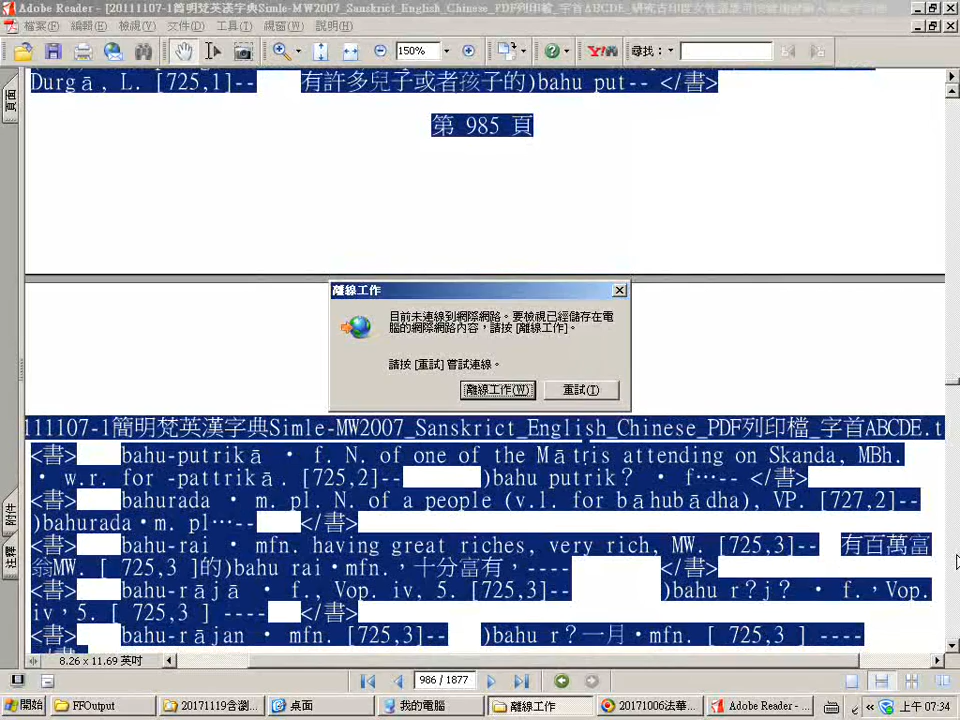 Adobe Reader - [20111107-1簡明梵英漢字典Simle-MW2007_Sanskrict_English_Chinese_PDF列印檔_字首ABCDE
檔案(F) 編輯(E) 檢視(V) 文件(D) 工具(T) 視窗(W) 說明(H)
150% 尋找：
Durgā, L. [725,1]-- 有許多兒子或者孩子的)bahu put-- </書>
第 985 頁
頁面
離線工作
目前未連線到網際網路。要檢視已經儲存在電
腦的網際網路內容，請按 [離線工作]。
請按 [重試] 嘗試連線。
離線工作(W) 重試(T)
111107-1簡明梵英漢字典Simle-MW2007_Sanskrict_English_Chinese_PDF列印檔_字首ABCDE.t
<書> bahu-putrikā • f. N. of one of the Mātṛis attending on Skanda, MBh.
• w.r. for -pattrikā. [725,2]-- )bahu putrik？ • f…-- </書>
<書> bahurada • m. pl. N. of a people (v.l. for bāhubādha), VP. [727,2]--
)bahurada•m. pl…-- </書>
<書> bahu-rai • mfn. having great riches, very rich, MW. [725,3]-- 有百萬富
翁MW. [ 725,3 ]的)bahu rai•mfn.，十分富有，---- </書>
<書> bahu-rājā • f., Vop. iv, 5. [725,3]-- )bahu r？j？ • f.，Vop.
iv，5. [ 725,3 ] ---- </書>
<書> bahu-rājan • mfn. [725,3]-- )bahu r？一月•mfn. [ 725,3 ] ----
附件
注釋
8.26 x 11.69 英吋
986 / 1877
開始 FFOutput 20171119含瀏... 桌面 我的電腦 離線工作 20171006法華... Adobe Reader -... 上午 07:34